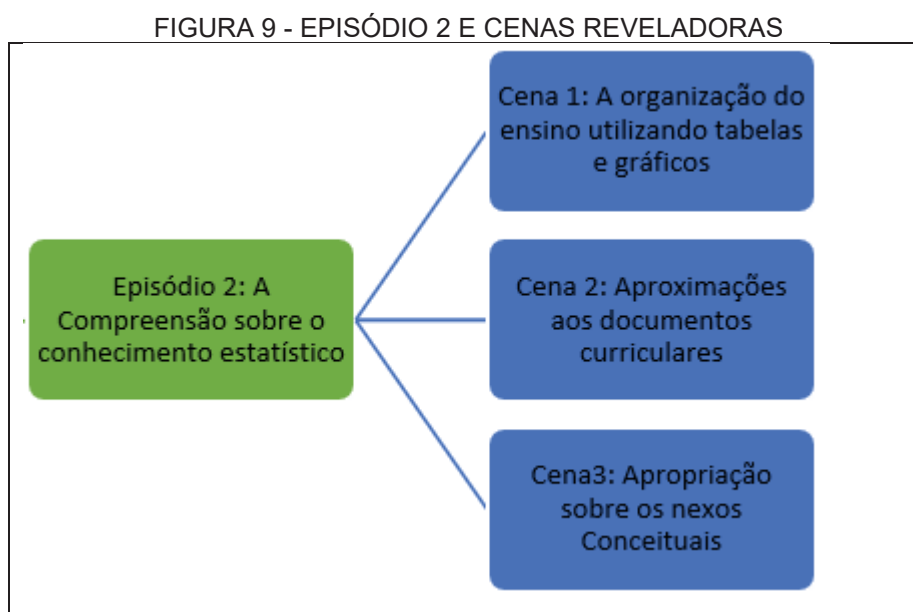 FIGURA 9 - EPISÓDIO 2 E CENAS REVELADORAS
Cena 1: A organização do
ensino utilizando tabelas
e gráficos
Episódio 2: A
Compreensão sobre o
conhecimento estatístico
Cena 2: Aproximações
aos documentos
curriculares
Cena3: Apropriação
sobre os nexos
Conceituais